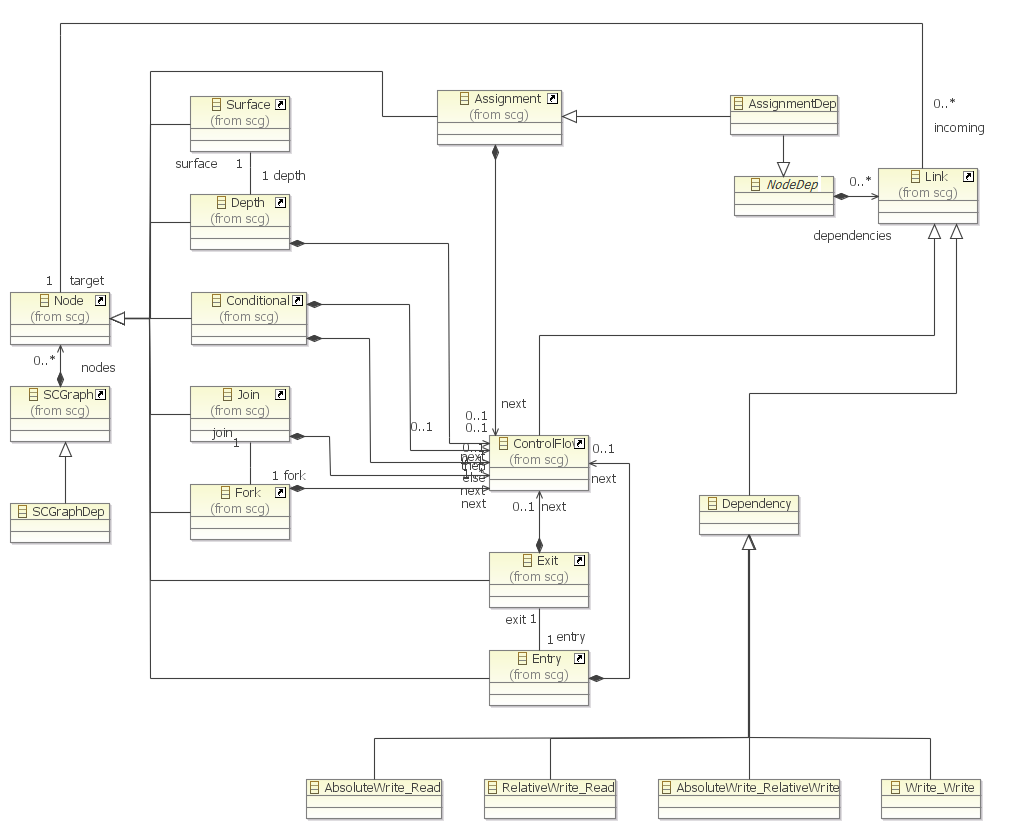 Surface
(from scg)
Assignment
(from scg)
AssignmentDep
0..*
incoming
surface
1
1 depth
Link
(from scg)
NodeDep
0..*
dependencies
Depth
(from scg)
1
target
Node
(from scg)
Conditional
(from scg)
0..*
nodes
SCGraph
(from scg)
Join
(from scg)
join
1
next
0..1
0..1
0..1
ControlFlow
(from scg)
0..1
next
then
else
next
next
next
1 fork
Fork
(from scg)
SCGraphDep
0..1
next
Dependency
Exit
(from scg)
exit
1
1
entry
Entry
(from scg)
AbsoluteWrite_Read
RelativeWrite_Read
AbsoluteWrite_RelativeWrite
Write_Write